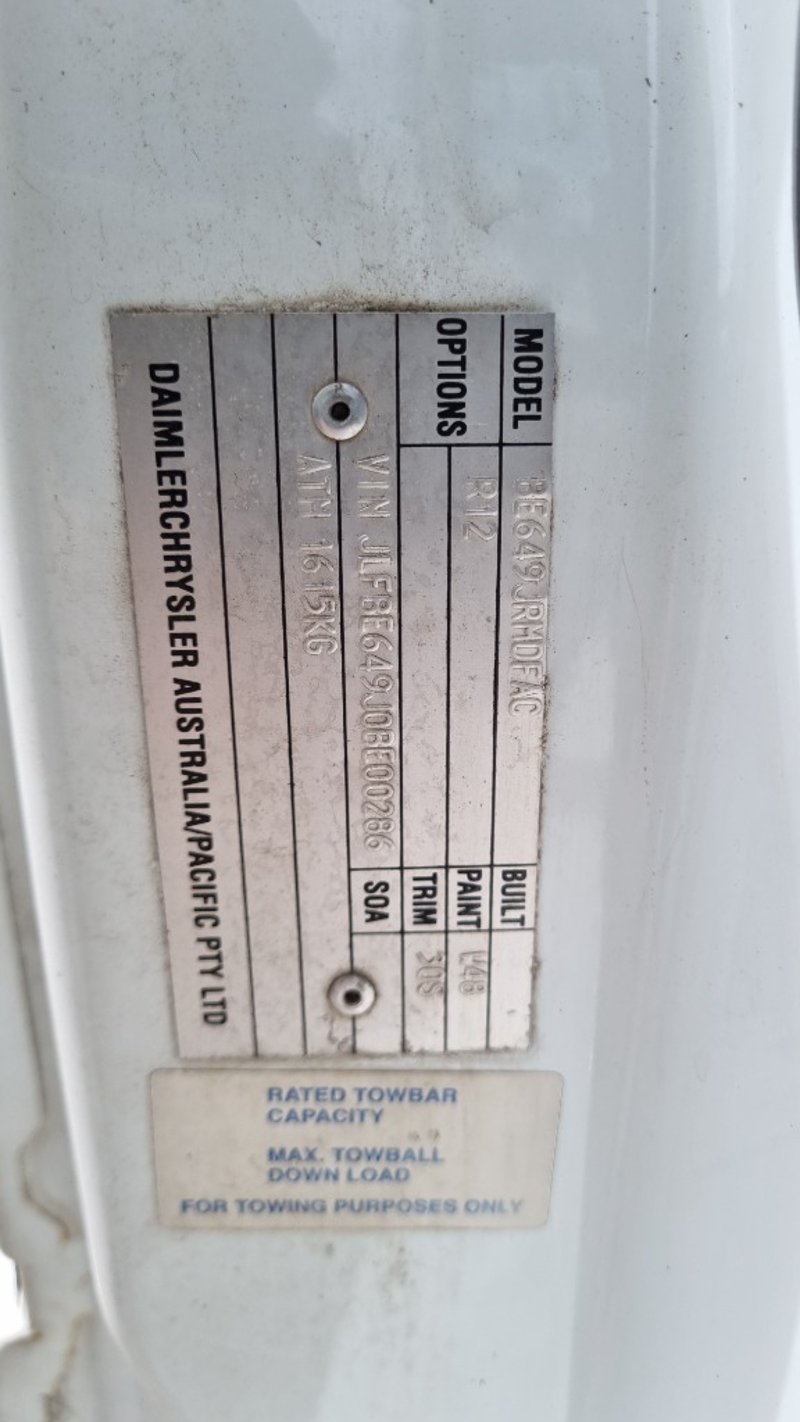 MODEL BE649JRMDFAC BUILT
OPTIONS R12 PAINT W48
TRIM 30S
VIN JLFBE649J0BE00286 SOA
ATM 1615KG
DAIMLERCHRYSLER AUSTRALIA/PACIFIC PTY LTD
RATED TOWBAR
CAPACITY
MAX. TOWBALL
DOWN LOAD
FOR TOWING PURPOSES ONLY